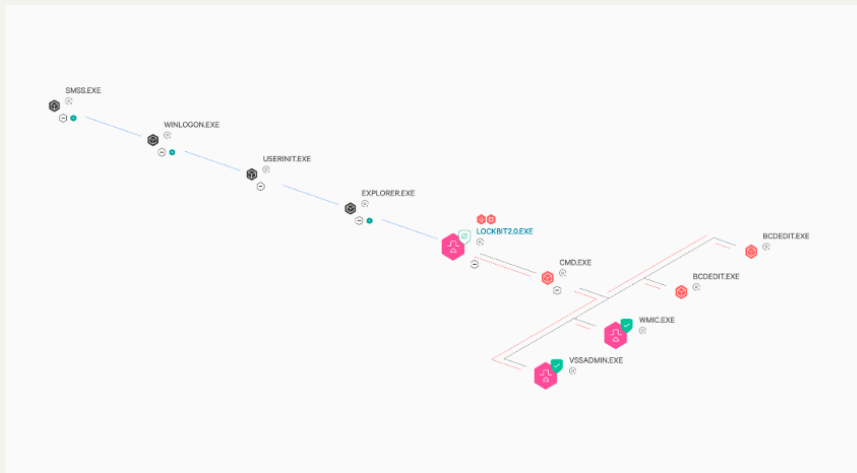 SMSS.EXE
WINLOGON.EXE
USERINIT.EXE
EXPLORER.EXE
LOCKBIT2.0.EXE
CMD.EXE
BCDEDIT.EXE
BCDEDIT.EXE
WMIC.EXE
VSSADMIN.EXE